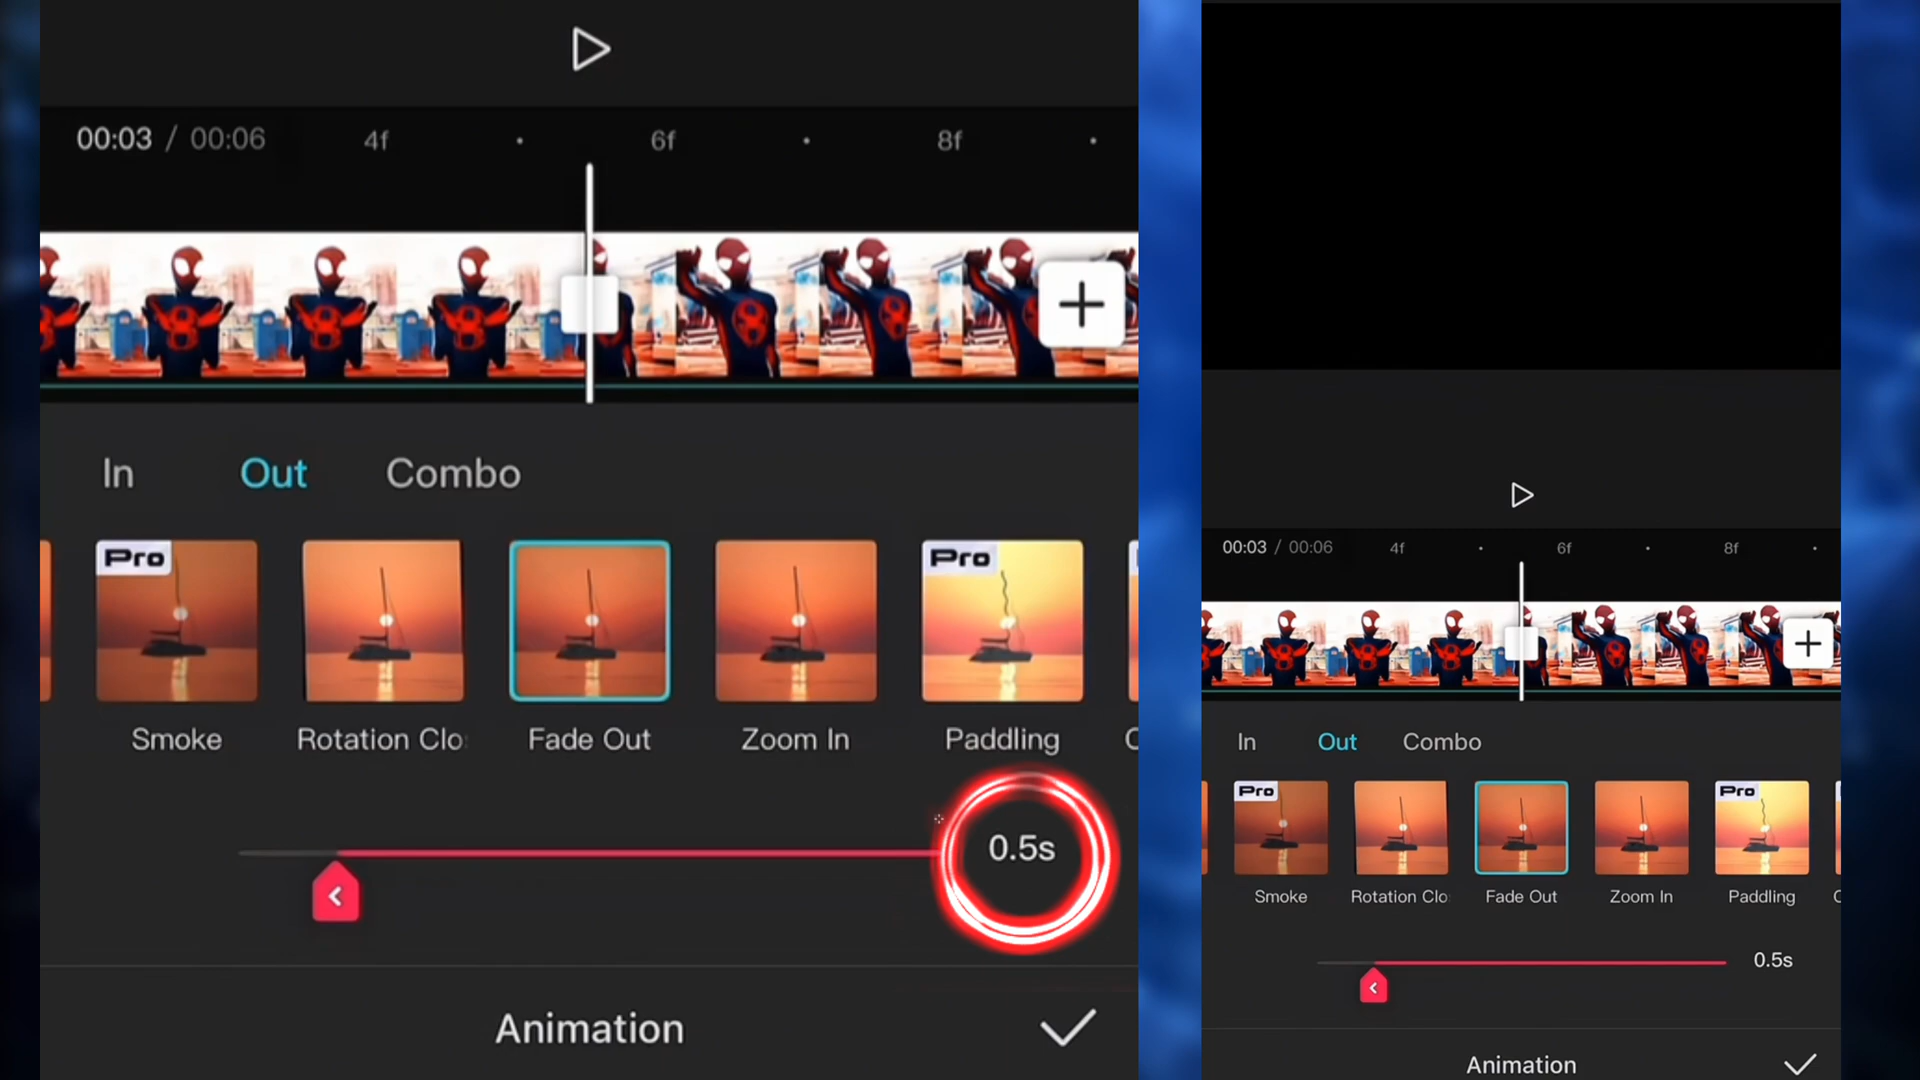 00:03 / 00:06 4f 6f 8f
In Out Combo
Pro Pro
Smoke Rotation Clo Fade Out Zoom In Paddling
0.5s
Animation
00:03 / 00:06 4f 6f 8f
In Out Combo
Pro Pro
Smoke Rotation Clo Fade Out Zoom In Paddling
0.5s
Animation